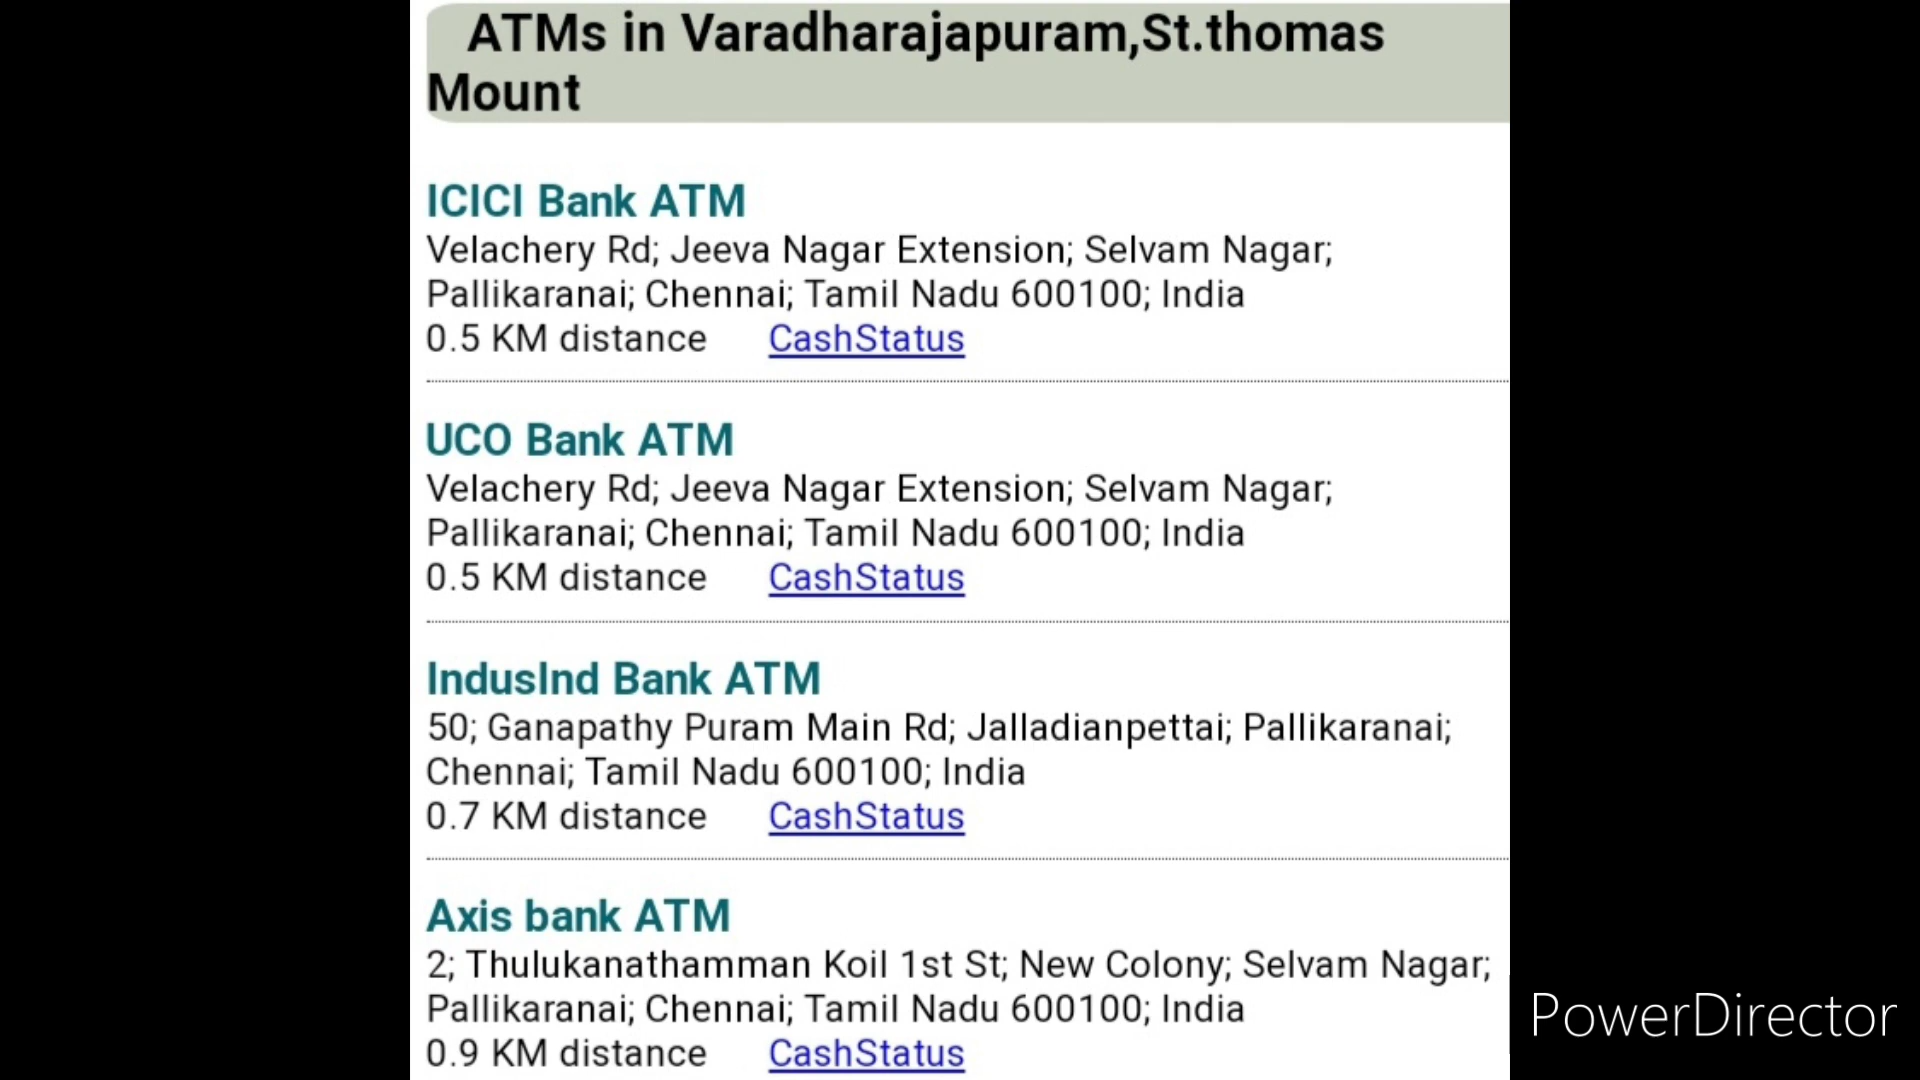 ATMs in Varadharajapuram,St.thomas
Mount
ICICI Bank ATM
Velachery Rd; Jeeva Nagar Extension; Selvam Nagar;
Pallikaranai; Chennai; Tamil Nadu 600100; India
0.5 KM distance CashStatus
UCO Bank ATM
Velachery Rd; Jeeva Nagar Extension; Selvam Nagar;
Pallikaranai; Chennai; Tamil Nadu 600100; India
0.5 KM distance CashStatus
IndusInd Bank ATM
50; Ganapathy Puram Main Rd; Jalladianpettai; Pallikaranai;
Chennai; Tamil Nadu 600100; India
0.7 KM distance CashStatus
Axis bank ATM
2; Thulukanathamman Koil 1st St; New Colony; Selvam Nagar;
Pallikaranai; Chennai; Tamil Nadu 600100; India
0.9 KM distance CashStatus
PowerDirector